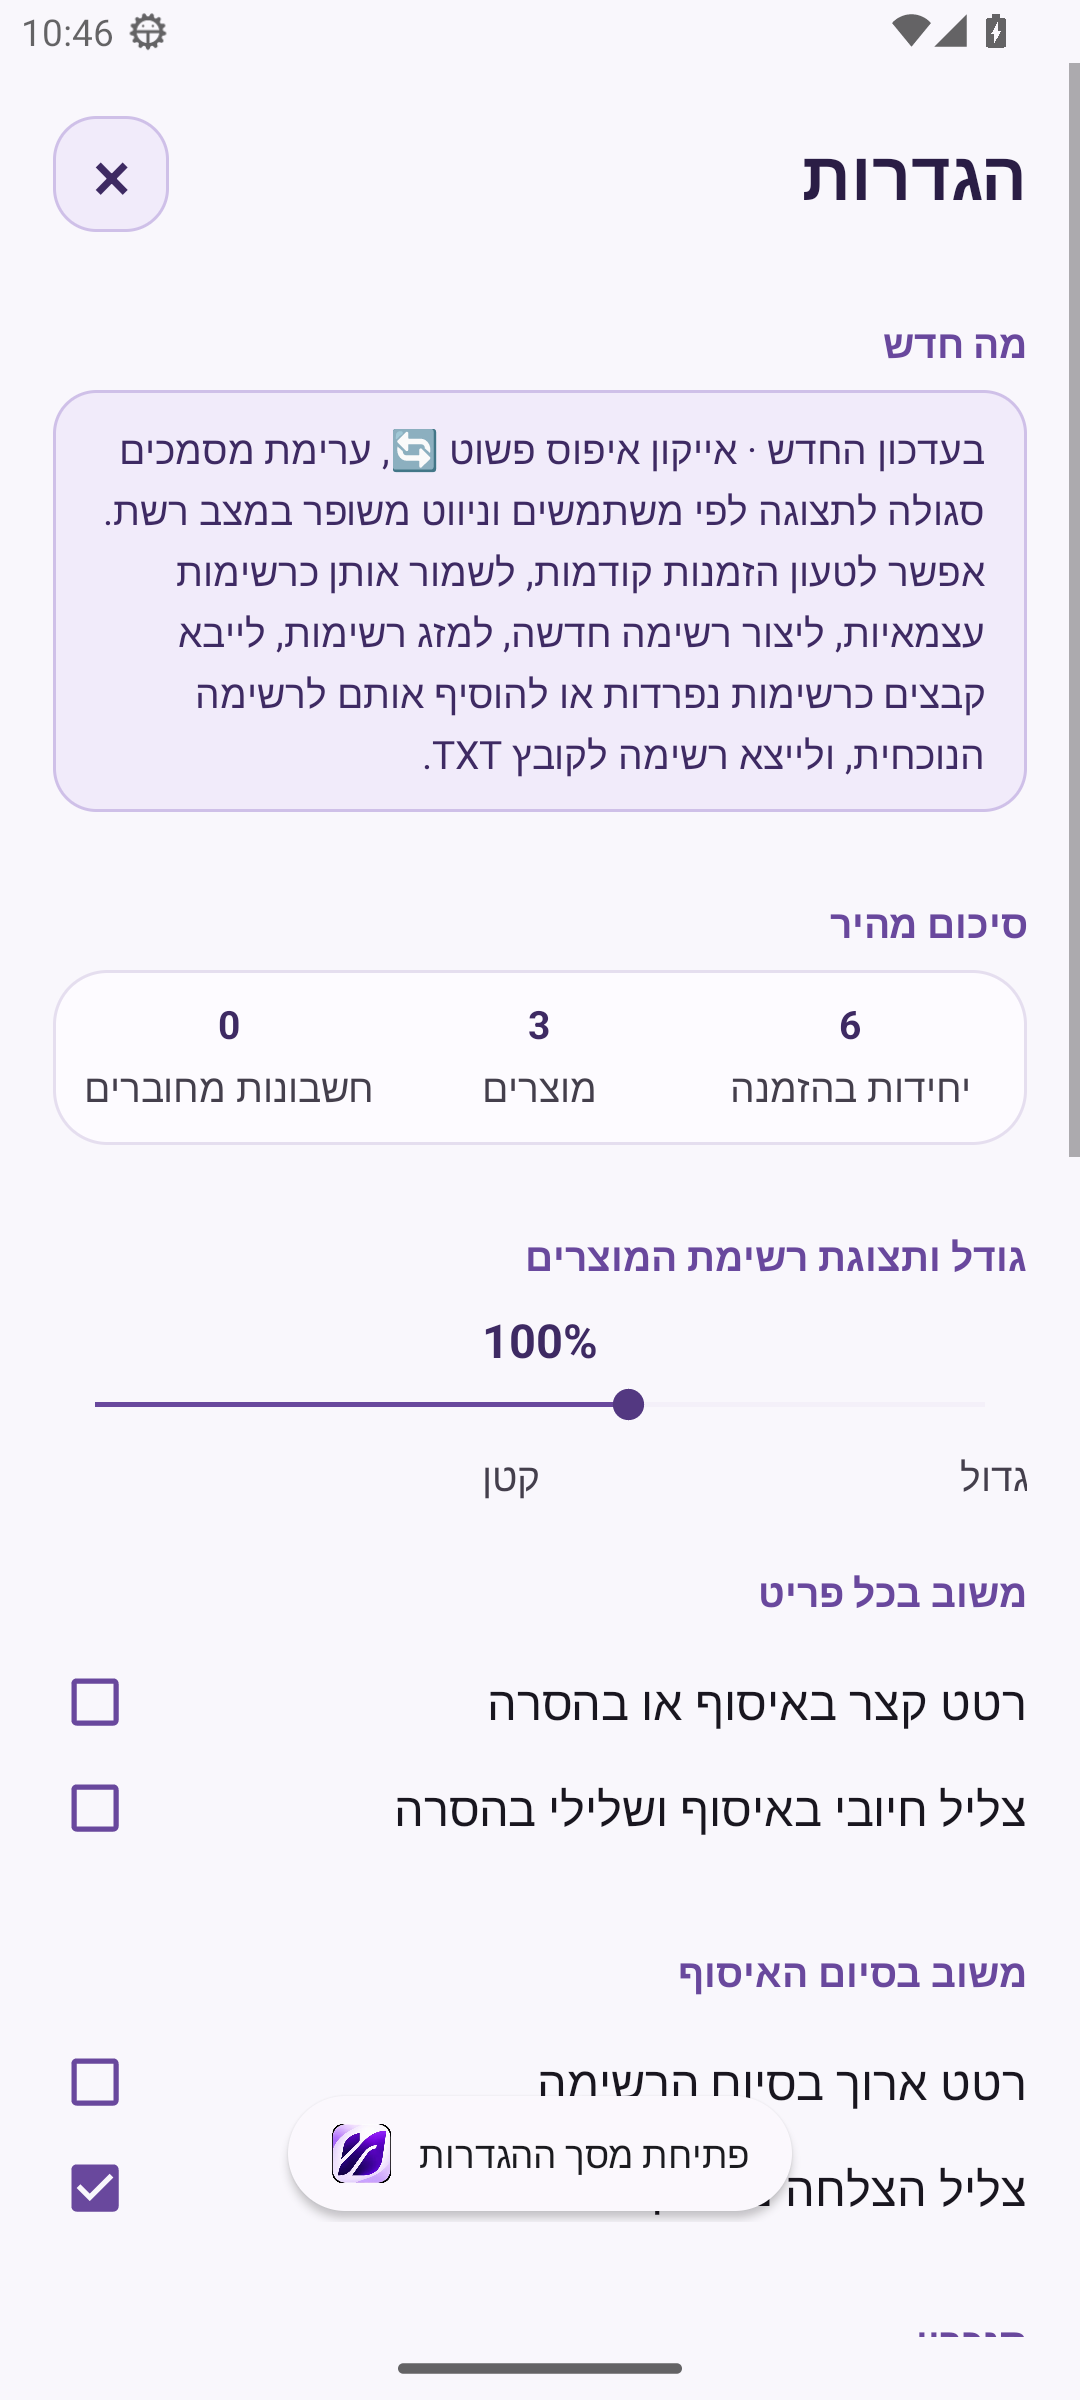 10:46
הגדרות
×
מה חדש
בעדכון החדש · אייקון איפוס פשוט 🔄, ערימת מסמכים
סגולה לתצוגה לפי משתמשים וניווט משופר במצב רשת.
אפשר לטעון הזמנות קודמות, לשמור אותן כרשימות
עצמאיות, ליצור רשימה חדשה, למזג רשימות, לייבא
קבצים כרשימות נפרדות או להוסיף אותם לרשימה
הנוכחית, ולייצא רשימה לקובץ TXT.
סיכום מהיר
6 3 0
יחידות בהזמנה מוצרים חשבונות מחוברים
גודל ותצוגת רשימת המוצרים
100%
גדול קטן
משוב בכל פריט
רטט קצר באיסוף או בהסרה
צליל חיובי באיסוף ושלילי בהסרה
משוב בסיום האיסוף
רטט ארוך בסיום הרשימה
צליל הצלחה
פתיחת מסך ההגדרות